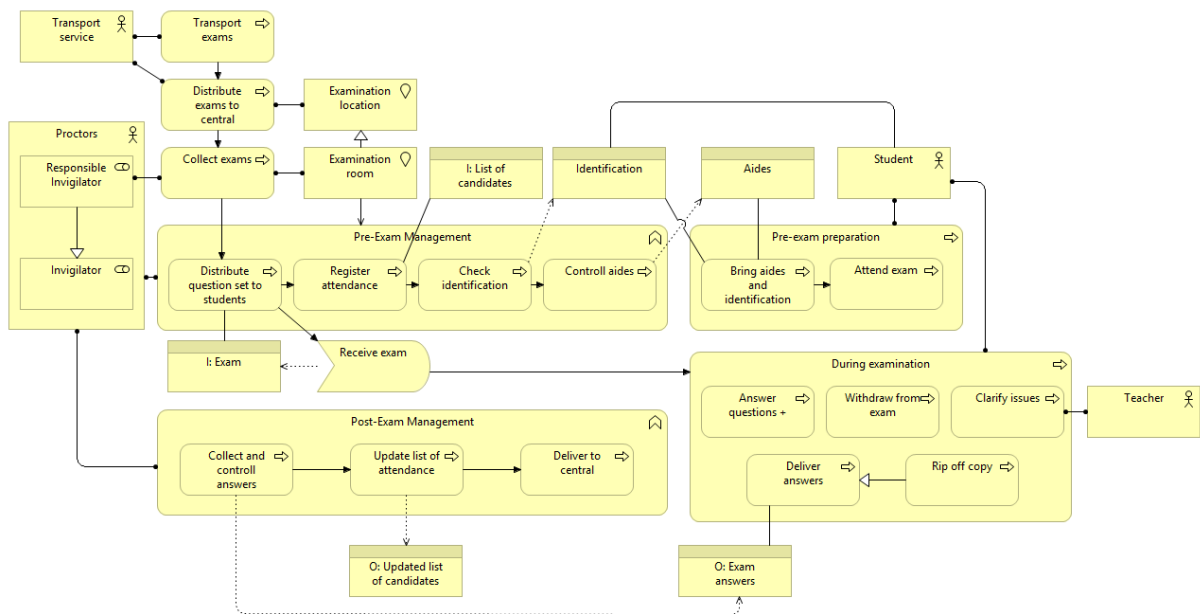 Transport
service
Transport
exams
Distribute
exams to
central
Examination
location
Proctors
Responsible
Invigilator
Collect exams
Examination
room
I: List of
candidates
Identification
Aides
Student
Invigilator
Pre-Exam Management
Distribute
question set to
students
Register
attendance
Check
identification
Controll aides
Pre-exam preparation
Bring aides
and
identification
Attend exam
I: Exam
Receive exam
During examination
Answer
questions +
Withdraw from
exam
Clarify issues
Teacher
Post-Exam Management
Collect and
controll
answers
Update list of
attendance
Deliver to
central
Deliver
answers
Rip off copy
O: Updated list
of candidates
O: Exam
answers